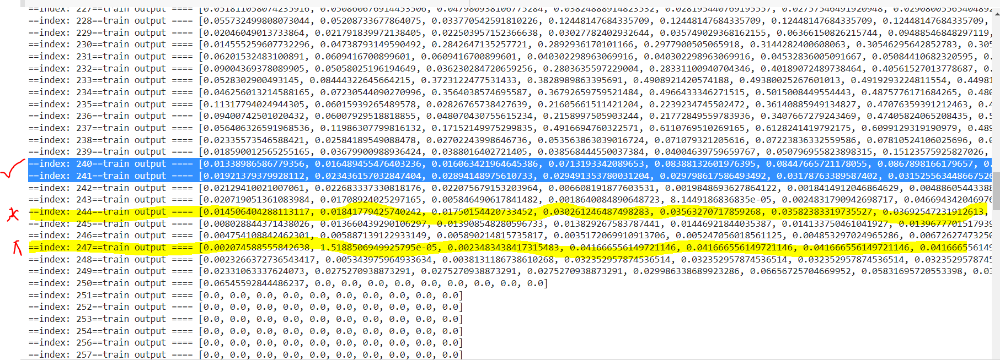 ==index: 227==train output ==== [0.051811058074235916, 0.050860676914453506, 0.047980938106775284, 0.03824888914823532, 0.028195440769195557, 0.02757546491920948, 0.029080055654048​92
==index: 228==train output ==== [0.055732499808073044, 0.05208733677864075, 0.033770542591810226, 0.12448147684335709, 0.12448147684335709, 0.12448147684335709, 0.12448147684335709,
==index: 229==train output ==== [0.02046049013733864, 0.021791839972138405, 0.022503957152366638, 0.03027782402932644, 0.035749029368162155, 0.06366150826215744, 0.09488546848297119,
==index: 230==train output ==== [0.014555259607732296, 0.04738793149590492, 0.2842647135257721, 0.2892936170101166, 0.2977900505065918, 0.3144282400608063, 0.30546295642852783, 0.305
==index: 231==train output ==== [0.06201532483100891, 0.0609416700899601, 0.0609416700899601, 0.040302298963069916, 0.040302298963069916, 0.04532836005091667, 0.05084410682320595, 0.
==index: 232==train output ==== [0.09004369378089905, 0.05058025196194649, 0.036230284720659256, 0.2803635597229004, 0.28331100940704346, 0.40189072489738464, 0.40561527013778687, 0.
==index: 233==train output ==== [0.0528302900493145, 0.08444322645664215, 0.3723122477531433, 0.3828989863395691, 0.4908921420574188, 0.49380025267601013, 0.4919293224811554, 0.44981
==index: 234==train output ==== [0.046256013214588165, 0.07230544090270996, 0.3564038574695587, 0.36792659759521484, 0.4966433346271515, 0.5015008449554443, 0.4875776171684265, 0.480
==index: 235==train output ==== [0.11317794024944305, 0.06015939265489578, 0.02826765738427639, 0.21605661511421204, 0.2239234745502472, 0.36140885949134827, 0.47076359391212463, 0.4
==index: 236==train output ==== [0.09400742501020432, 0.06007929518818855, 0.048070430755615234, 0.2158997505903244, 0.21772849559783936, 0.3407667279243469, 0.47405824065208435, 0.5
==index: 237==train output ==== [0.056406326591968536, 0.11986307799816132, 0.17152149975299835, 0.4916694760322571, 0.6110769510269165, 0.6128241419792175, 0.6099129319190979, 0.489
==index: 238==train output ==== [0.02335573546588421, 0.02584189549088478, 0.02702243998646736, 0.053563863039016724, 0.071079321205616, 0.07223836332559586, 0.07810524106025696, 0.0
==index: 239==train output ==== [0.018590012565255165, 0.03679900988936424, 0.0388016402721405, 0.038568444550037384, 0.04004639759659767, 0.050796955823898315, 0.15123575925827026,
==index: 240==train output ==== [0.01338986586779356, 0.016489455476403236, 0.016063421964645386, 0.0713193342089653, 0.08388132601976395, 0.08447665721178055, 0.0867898166179657, 0.
==index: 241==train output ==== [0.01921379379928112, 0.023436157032847404, 0.02894148975610733, 0.029491353780031204, 0.029798617586493492, 0.03178763389587402, 0.0315255634486675​26
==index: 242==train output ==== [0.02129410021007061, 0.022683337330818176, 0.022075679153203964, 0.006608191877603531, 0.0019848693627864122, 0.0018414912046864629, 0.00488605443388
==index: 243==train output ==== [0.020719051361083984, 0.01708924025297165, 0.005846490617841482, 0.0018640084890648723, 8.1449186836835e-05, 0.0024831790942698717, 0.046694342046976
==index: 244==train output ==== [0.014506404288113117, 0.0184177942574​0242, 0.01750154420733452, 0.030261246487498283, 0.03563270717859268, 0.03582383319735527, 0.03692547231912613,
==index: 245==train output ==== [0.008028844371438026, 0.013660439290106297, 0.013908548280596733, 0.013829267583787441, 0.01446921844035387, 0.014133750461041927, 0.013967770151793​9
==index: 246==train output ==== [0.004754108842462301, 0.005887139122933149, 0.005890214815735817, 0.0035172069910913706, 0.005247056018561125, 0.004853297024965286, 0.00672627473250
==index: 247==train output ==== [0.002074588555842638, 1.5188506949925795e-05, 0.0023483438417315483, 0.041666556149721146, 0.041666556149721146, 0.041666556149721146, 0.041666556149
==index: 248==train output ==== [0.0023266372736543417, 0.005343975964933634, 0.0038131186738610268, 0.032352957874536514, 0.032352957874536514, 0.032352957874536514, 0.0323529578745
==index: 249==train output ==== [0.02331063337624073, 0.0275270938873291, 0.0275270938873291, 0.0275270938873291, 0.029986338689923286, 0.06656725704669952, 0.05831695720553398, 0.03
==index: 250==train output ==== [0.06545592844486237, 0.0, 0.0, 0.0, 0.0, 0.0, 0.0, 0.0, 0.0, 0.0]
==index: 251==train output ==== [0.0, 0.0, 0.0, 0.0, 0.0, 0.0, 0.0, 0.0, 0.0, 0.0]
==index: 252==train output ==== [0.0, 0.0, 0.0, 0.0, 0.0, 0.0, 0.0, 0.0, 0.0, 0.0]
==index: 253==train output ==== [0.0, 0.0, 0.0, 0.0, 0.0, 0.0, 0.0, 0.0, 0.0, 0.0]
==index: 254==train output ==== [0.0, 0.0, 0.0, 0.0, 0.0, 0.0, 0.0, 0.0, 0.0, 0.0]
==index: 256==train output ==== [0.0, 0.0, 0.0, 0.0, 0.0, 0.0, 0.0, 0.0, 0.0, 0.0]
==index: 257==train output ==== [0.0, 0.0, 0.0, 0.0, 0.0, 0.0, 0.0, 0.0, 0.0, 0.0]